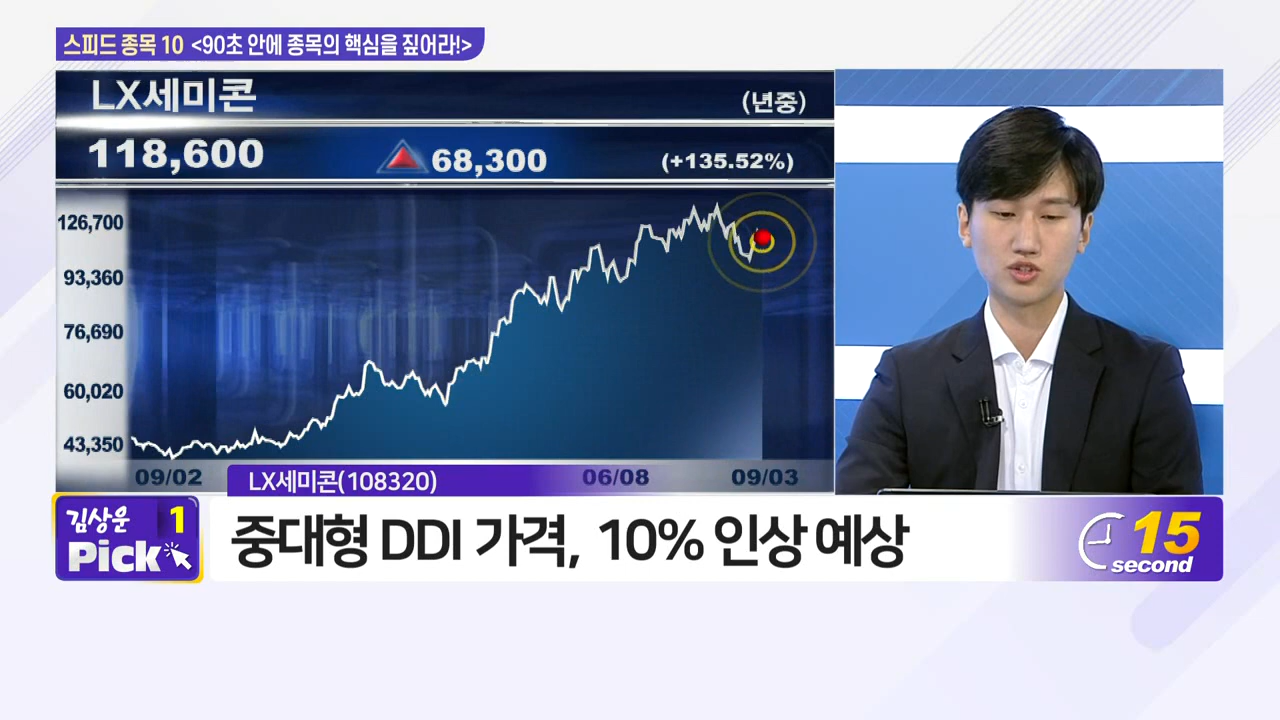 스피드 종목 10 <90초 안에 종목의 핵심을 짚어라!>
LX세미콘
(년중)
118,600
68,300
(+135.52%)
126,700
93,360
76,690
60,020
43,350
09/02
06/08
09/03
LX세미콘(108320)
김상운
1
Pick
중대형 DDI 가격, 10% 인상 예상
15
second